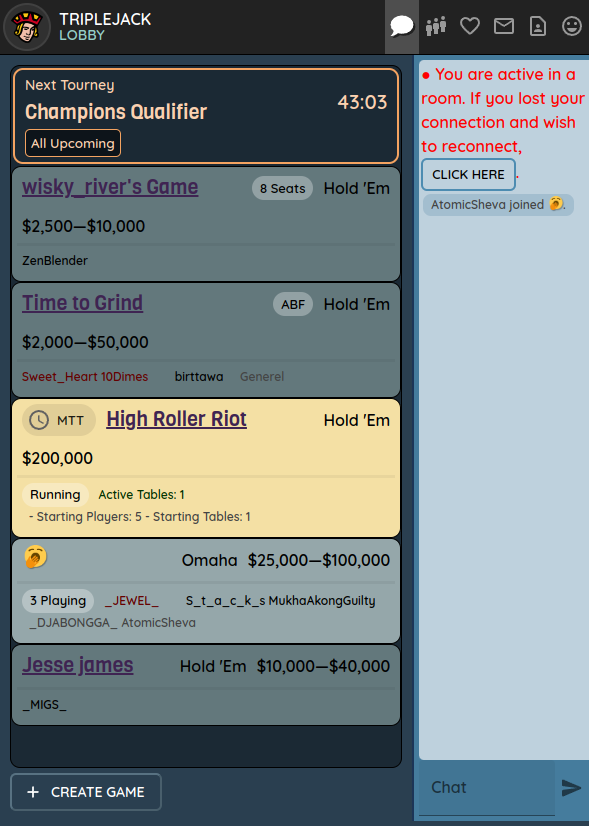 TRIPLEJACK
LOBBY
Next Tourney
Champions Qualifier
43:03
All Upcoming
wisky_river's Game
8 Seats
Hold 'Em
$2,500—$10,000
ZenBlender
Time to Grind
ABF
Hold 'Em
$2,000—$50,000
Sweet_Heart 10Dimes birttawa Generel
MTT
High Roller Riot
Hold 'Em
$200,000
Running
Active Tables: 1
- Starting Players: 5 - Starting Tables: 1
Omaha $25,000—$100,000
3 Playing
_JEWEL_ S_t_a_c_k_s MukhaAkongGuilty
_DJABONGGA_ AtomicSheva
Jesse james
Hold 'Em $10,000—$40,000
_MIGS_
+ CREATE GAME
● You are active in a
room. If you lost your
connection and wish
to reconnect,
CLICK HERE .
AtomicSheva joined 🥱.
Chat